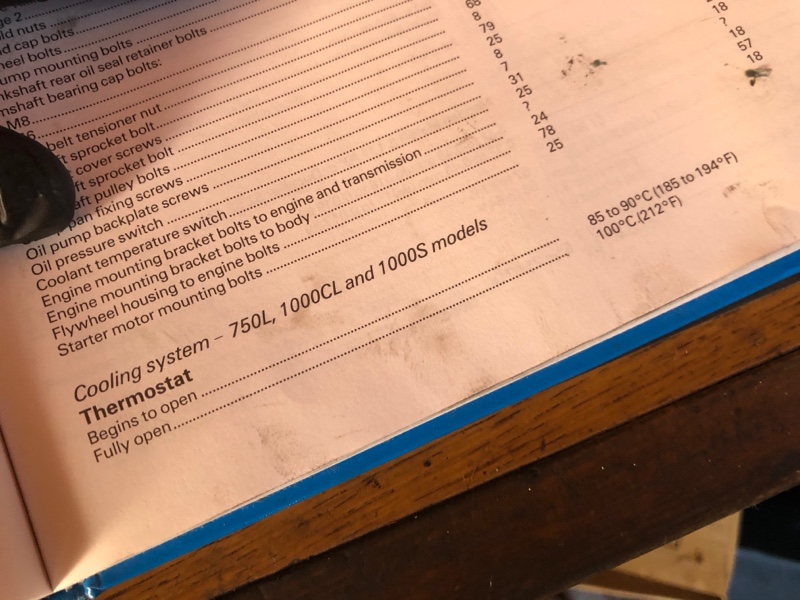 ge 2
ld nuts
d cap bolts
heel bolts
ump mounting bolts
nkshaft rear oil seal retainer bolts
mshaft bearing cap bolts:
M8
6
belt tensioner nut
ft sprocket bolt
cover screws
ft sprocket bolt
aft pulley bolts
pan fixing screws
Oil pump backplate screws
Oil pressure switch
Coolant temperature switch
Engine mounting bracket bolts to engine and transmission
Engine mounting bracket bolts to body
Flywheel housing to engine bolts
Starter motor mounting bolts
68
8
79
25
8
7
31
25
?
24
78
25
18
?
18
57
18
Cooling system – 750L, 1000CL and 1000S models
Thermostat
Begins to open 85 to 90°C (185 to 194°F)
Fully open 100°C (212°F)